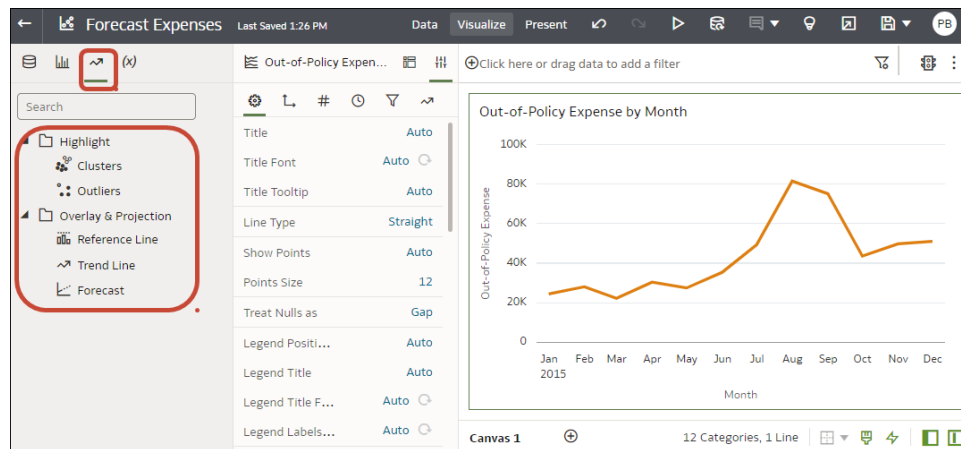 Forecast Expenses Last Saved 1:26 PM Data Visualize Present PB
(x) Out-of-Policy Expen... Click here or drag data to add a filter
Search
Highlight
Clusters
Outliers
Overlay & Projection
Reference Line
Trend Line
Forecast
#
Title Auto
Title Font Auto
Title Tooltip Auto
Line Type Straight
Show Points Auto
Points Size 12
Treat Nulls as Gap
Legend Positi... Auto
Legend Title Auto
Legend Title F... Auto
Legend Labels... Auto
Out-of-Policy Expense by Month
100K
80K
60K
40K
20K
0
Out-of-Policy Expense
Jan Feb Mar Apr May Jun Jul Aug Sep Oct Nov Dec
2015
Month
Canvas 1 12 Categories, 1 Line